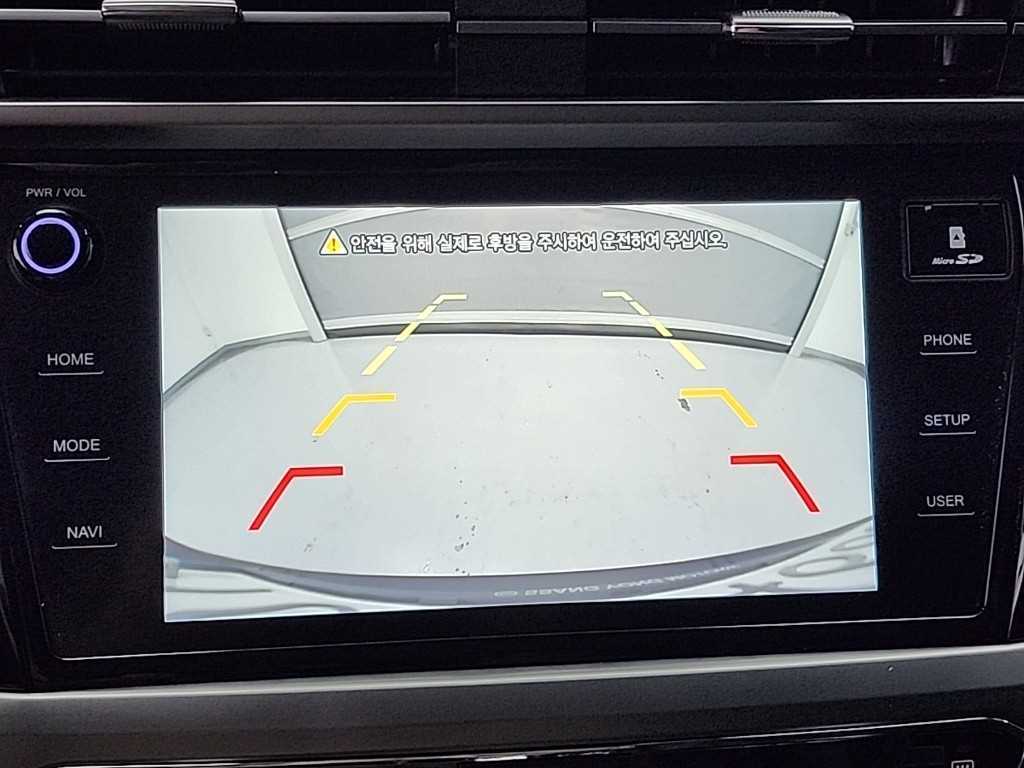 PWR / VOL
안전을 위해 실제로 후방을 주시하여 운전하여 주십시오.
Micro SD
HOME
PHONE
MODE
SETUP
NAVI
USER